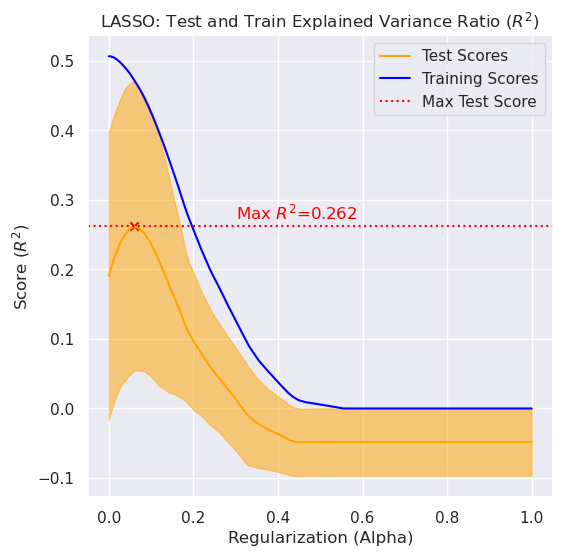 LASSO: Test and Train Explained Variance Ratio (R²)
Test Scores
Training Scores
Max Test Score
Max R²=0.262
Score (R²)
0.5
0.4
0.3
0.2
0.1
0.0
−0.1
0.0 0.2 0.4 0.6 0.8 1.0
Regularization (Alpha)